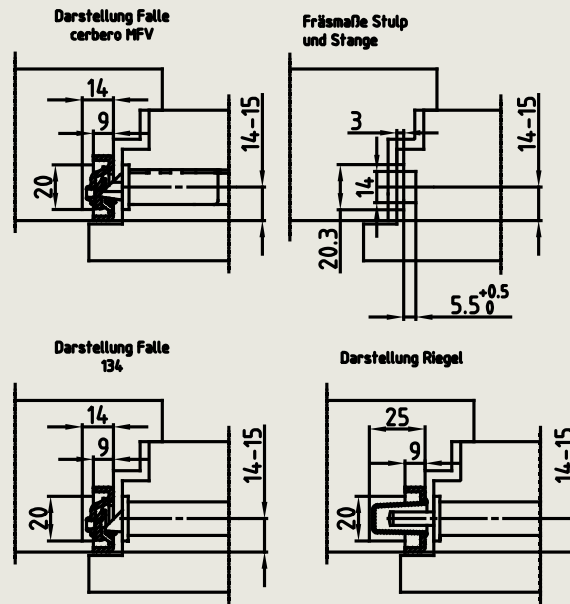 Darstellung Falle
cerbero MFV
14
9
20
14-15
Fräsmaße Stulp
und Stange
3
14
20.3
14-15
5.5 +0.5 0
Darstellung Falle
134
14
9
20
14-15
Darstellung Riegel
25
9
20
14-15